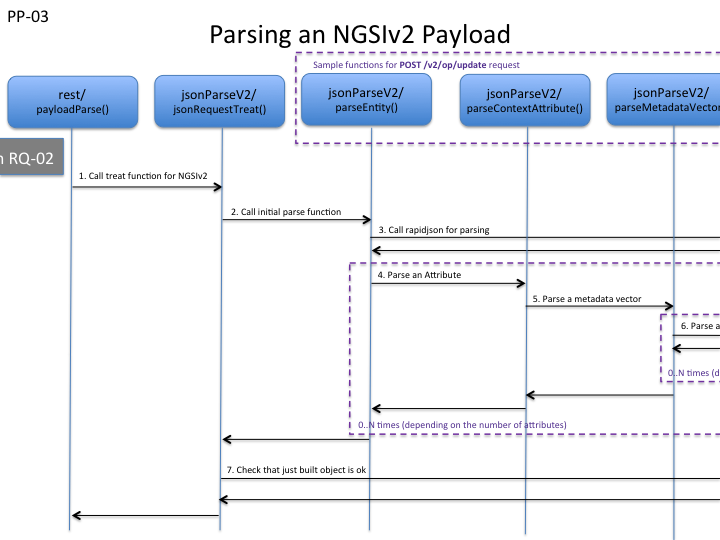 PP-03
Parsing an NGSIv2 Payload
Sample functions for POST /v2/op/update request
rest/
payloadParse()
jsonParseV2/
jsonRequestTreat()
jsonParseV2/
parseEntity()
jsonParseV2/
parseContextAttribute()
jsonParseV2/
parseMetadataVector
n RQ-02
1. Call treat function for NGSIv2
2. Call initial parse function
3. Call rapidjson for parsing
4. Parse an Attribute
5. Parse a metadata vector
6. Parse a
0..N times (d
0..N times (depending on the number of attributes)
7. Check that just built object is ok